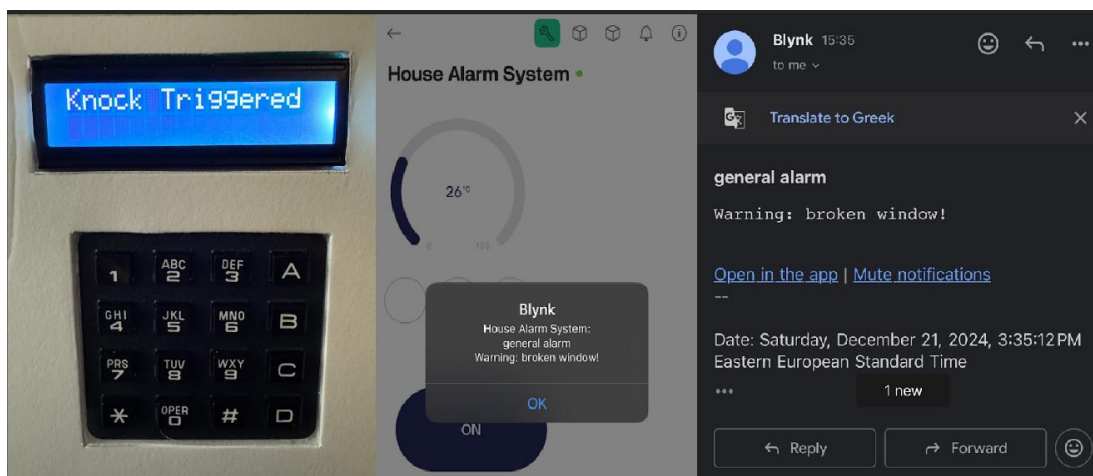 Knock Triggered
1
ABC
2
DEF
3
A
GHI
4
JKL
5
MNO
6
B
PRS
7
TUV
8
WXY
9
C
*
OPER
0
#
D
House Alarm System
26°C
0
100
Blynk
House Alarm System:
general alarm
Warning: broken window!
OK
ON
Blynk 15:35
to me
Translate to Greek
general alarm
Warning: broken window!
Open in the app | Mute notifications
--
Date: Saturday, December 21, 2024, 3:35:12 PM
Eastern European Standard Time
1 new
Reply
Forward